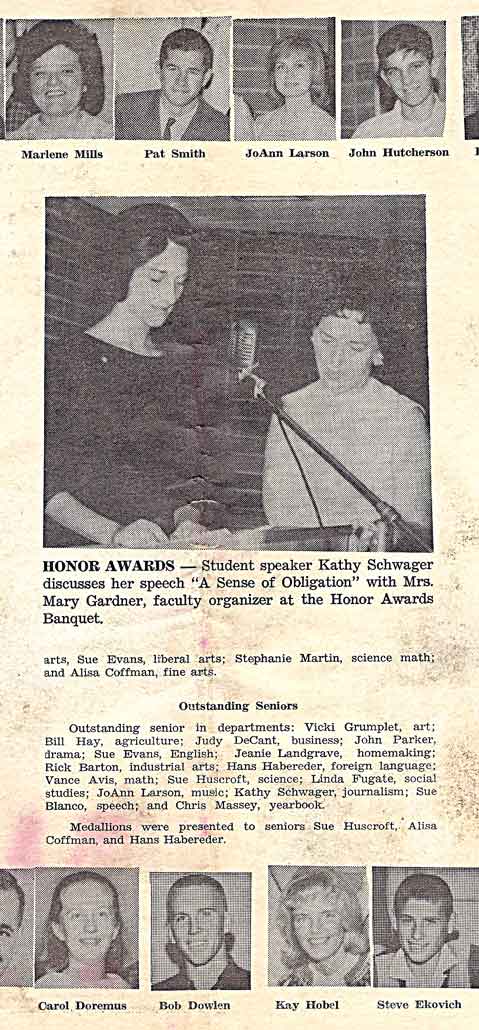 Marlene Mills Pat Smith JoAnn Larson John Hutcherson
HONOR AWARDS — Student speaker Kathy Schwager
discusses her speech "A Sense of Obligation" with Mrs.
Mary Gardner, faculty organizer at the Honor Awards
Banquet.
arts, Sue Evans, liberal arts; Stephanie Martin, science math;
and Alisa Coffman, fine arts.
Outstanding Seniors
Outstanding senior in departments: Vicki Grumplet, art;
Bill Hay, agriculture; Judy DeCant, business; John Parker,
drama; Sue Evans, English; Jeanie Landgrave, homemaking;
Rick Barton, industrial arts; Hans Habereder, foreign language;
Vance Avis, math; Sue Huscroft, science; Linda Fugate, social
studies; JoAnn Larson, music; Kathy Schwager, journalism; Sue
Blanco, speech; and Chris Massey, yearbook.
Medallions were presented to seniors Sue Huscroft, Alisa
Coffman, and Hans Habereder.
Carol Doremus Bob Dowlen Kay Hobel Steve Ekovich